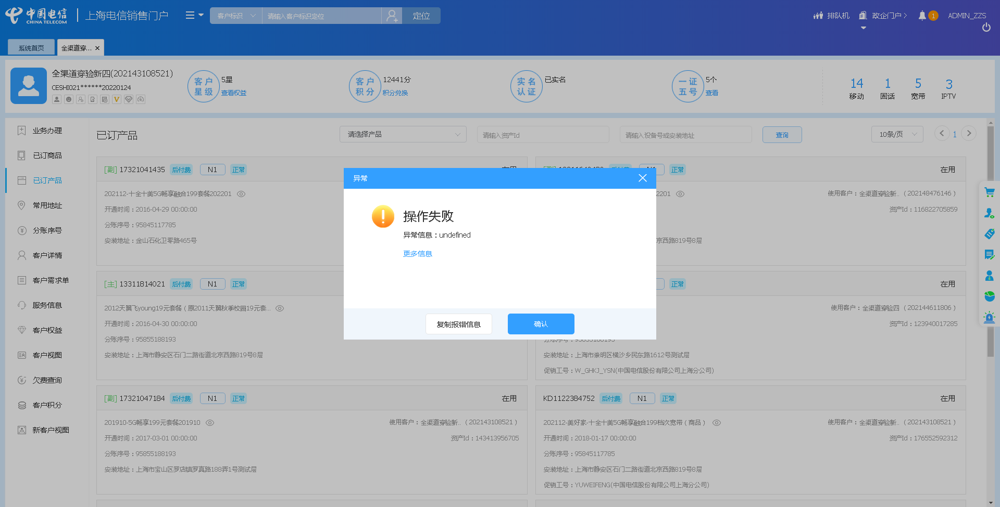 中国电信
CHINA TELECOM
上海电信销售门户
客户标识
请输入客户标识定位
定位
排队机
政企门户
1
ADMIN_ZZS
系统首页
全渠道穿...
全渠道穿验新四(202143108521)
CESHI021******20220124
客户星级
5星
查看权益
客户积分
12441分
积分兑换
实名认证
已实名
一证五号
5个
查看
14
移动
1
固话
5
宽带
3
IPTV
业务办理
已订商品
已订产品
常用地址
分账序号
客户详情
客户需求单
服务信息
客户权益
客户视图
欠费查询
客户积分
新客户视图
已订产品
请选择产品
请输入资产id
请输入设备号或安装地址
查询
10条/页
1
[副] 17321041435 后付费 N1 正常
202112-十全十美5G畅享融合199套餐202201
开通时间：2016-04-29 00:00:00
分账序号：95845117785
安装地址：金山石化卫零路465号
正常 在用
2201
使用客户：全渠道穿验新..（202148476146）
资产Id：116822705859
京西路819号8层
异常
操作失败
异常信息：undefined
更多信息
复制报错信息
确认
[主] 13311814021 后付费 N1 正常
2012天翼飞young19元套餐（原2011天翼秋季校园19元套...
开通时间：2016-04-30 00:00:00
分账序号：95855188193
安装地址：上海市静安区石门二路街道北京西路819号8层
正常 在用
使用客户：全渠道穿验四（202144611806）
资产Id：123940017285
分账序号：95855188193
安装地址：上海市崇明区横沙乡民东路1612号测试层
促销工号：W_GHKJ_YSN(中国电信股份有限公司上海分公司)
[副] 17321047184 后付费 N1 正常 在用
201910-5G畅享199元套餐201910
使用客户：全渠道穿验新..（202143108521）
开通时间：2017-03-01 00:00:00
资产Id：143413956705
分账序号：95855188193
安装地址：上海市宝山区罗店镇罗真路188弄1号测试层
KD1122384752 后付费 N1 正常 在用
202112-美好家-十全十美5G畅享融合199档次宽带（商品）
使用客户：全渠道穿验新..（202143108521）
开通时间：2018-01-17 00:00:00
资产Id：176552592312
分账序号：95845117785
安装地址：上海市静安区石门二路街道北京西路819号8层
促销工号：YUWEIFENG(中国电信股份有限公司上海分公司)